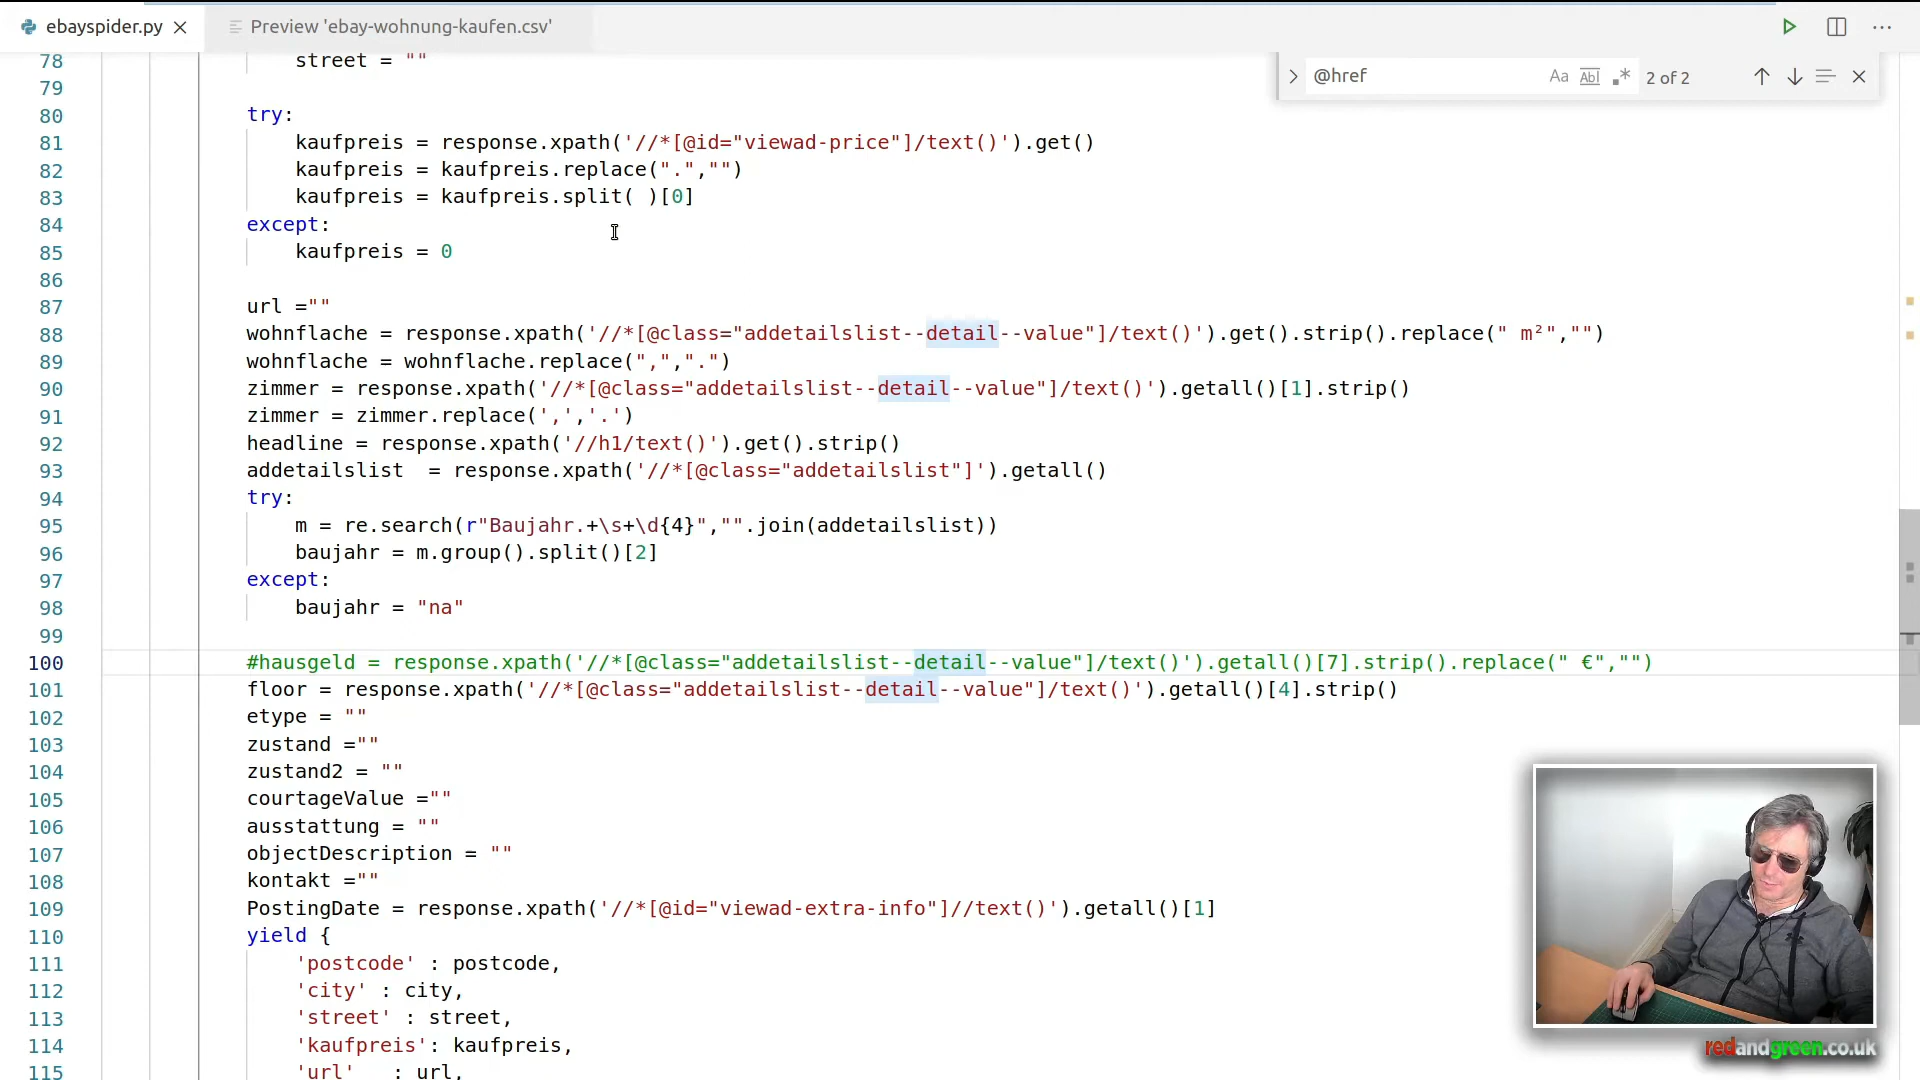 ebayspider.py
Preview 'ebay-wohnung-kaufen.csv'
@href Aa Abl .* 2 of 2
78 street = ""
79
80 try:
81 kaufpreis = response.xpath('//*[@id="viewad-price"]/text()').get()
82 kaufpreis = kaufpreis.replace(".","")
83 kaufpreis = kaufpreis.split( )[0]
84 except:
85 kaufpreis = 0
86
87 url =""
88 wohnflache = response.xpath('//*[@class="addetailslist--detail--value"]/text()').get().strip().replace(" m²","")
89 wohnflache = wohnflache.replace(",",".")
90 zimmer = response.xpath('//*[@class="addetailslist--detail--value"]/text()').getall()[1].strip()
91 zimmer = zimmer.replace(',','.')
92 headline = response.xpath('//h1/text()').get().strip()
93 addetailslist  = response.xpath('//*[@class="addetailslist"]').getall()
94 try:
95 m = re.search(r"Baujahr.+\s+\d{4}","".join(addetailslist))
96 baujahr = m.group().split()[2]
97 except:
98 baujahr = "na"
99
100 #hausgeld = response.xpath('//*[@class="addetailslist--detail--value"]/text()').getall()[7].strip().replace(" €","")
101 floor = response.xpath('//*[@class="addetailslist--detail--value"]/text()').getall()[4].strip()
102 etype = ""
103 zustand =""
104 zustand2 = ""
105 courtageValue =""
106 ausstattung = ""
107 objectDescription = ""
108 kontakt =""
109 PostingDate = response.xpath('//*[@id="viewad-extra-info"]//text()').getall()[1]
110 yield {
111 'postcode' : postcode,
112 'city' : city,
113 'street' : street,
114 'kaufpreis': kaufpreis,
115 'url'   : url,
redandgreen.co.uk